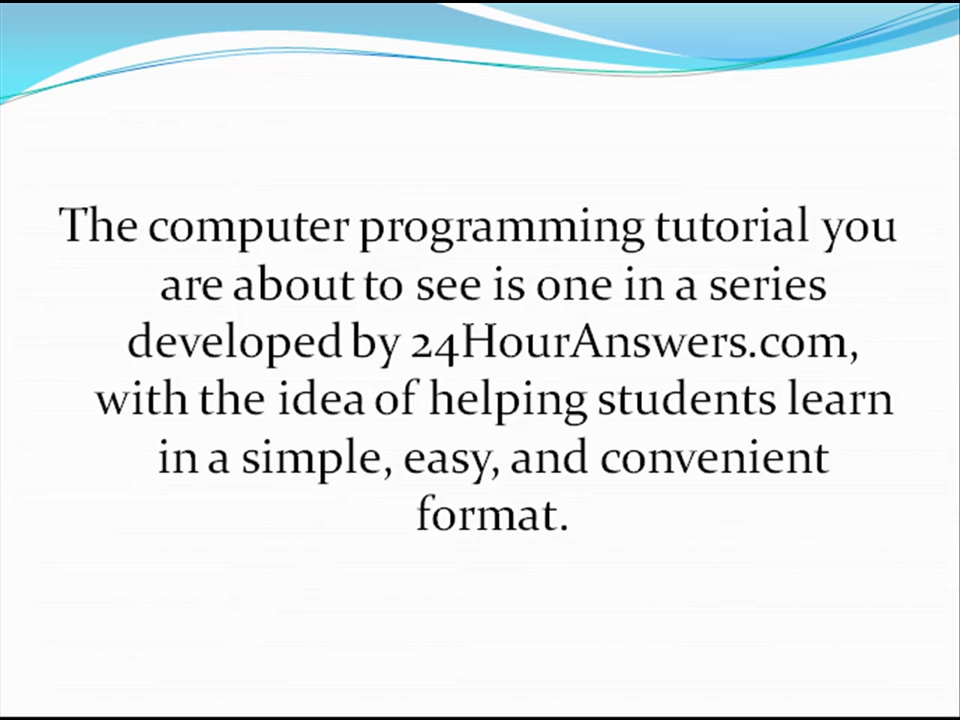 The computer programming tutorial you
are about to see is one in a series
developed by 24HourAnswers.com,
with the idea of helping students learn
in a simple, easy, and convenient
format.